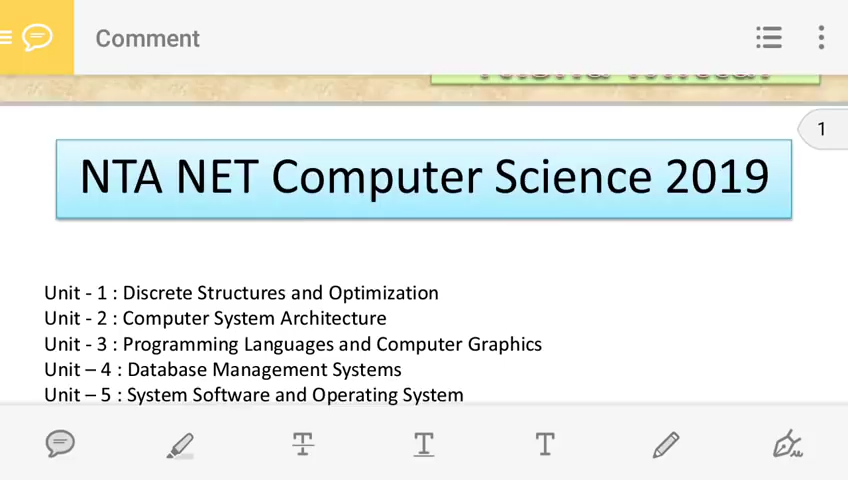 Comment
1
NTA NET Computer Science 2019
Unit - 1 : Discrete Structures and Optimization
Unit - 2 : Computer System Architecture
Unit - 3 : Programming Languages and Computer Graphics
Unit – 4 : Database Management Systems
Unit – 5 : System Software and Operating System